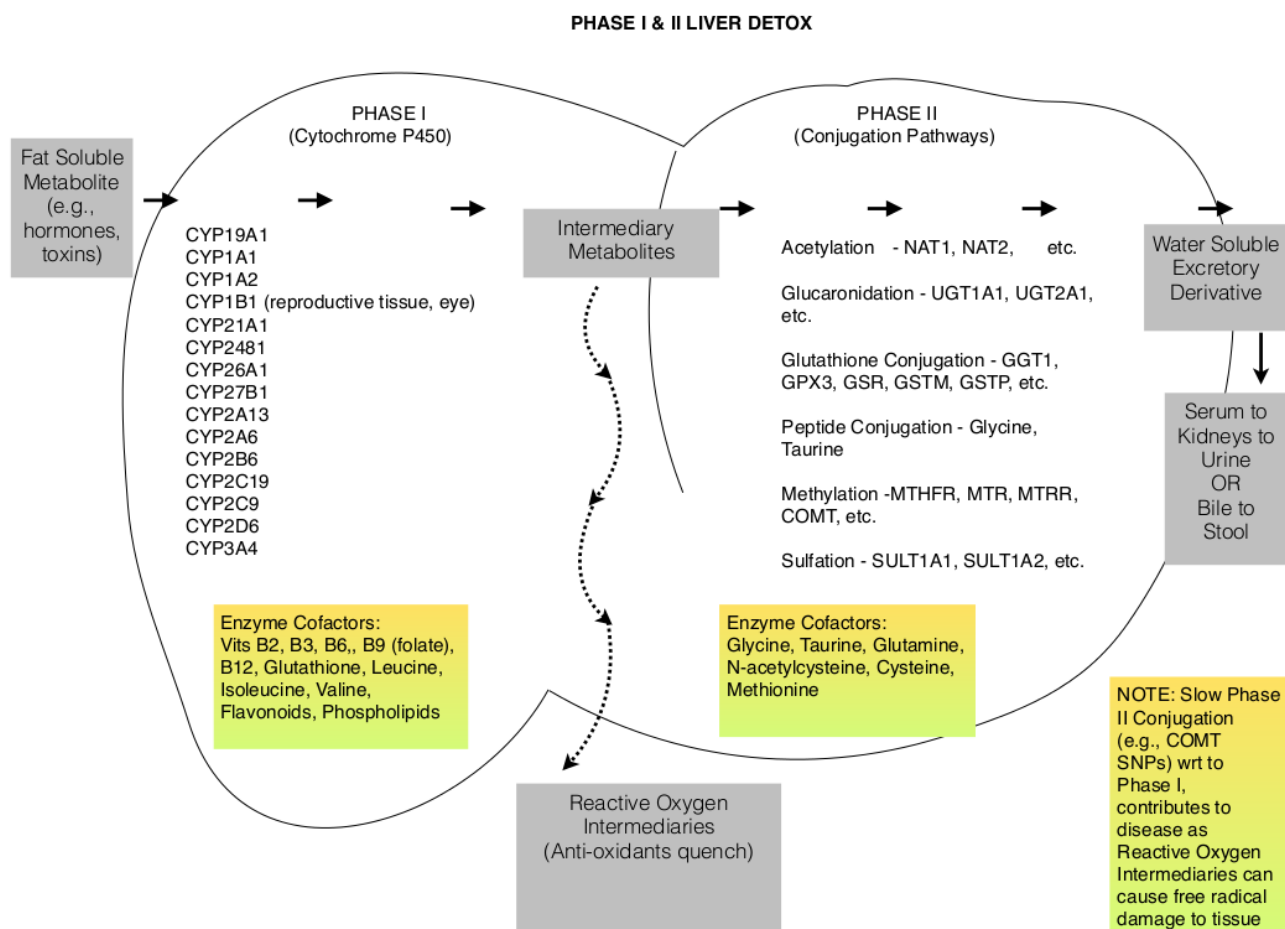 PHASE I & II LIVER DETOX
Fat Soluble
Metabolite
(e.g.,
hormones,
toxins)
PHASE I
(Cytochrome P450)
CYP19A1
CYP1A1
CYP1A2
CYP1B1 (reproductive tissue, eye)
CYP21A1
CYP2481
CYP26A1
CYP27B1
CYP2A13
CYP2A6
CYP2B6
CYP2C19
CYP2C9
CYP2D6
CYP3A4
Enzyme Cofactors:
Vits B2, B3, B6,, B9 (folate),
B12, Glutathione, Leucine,
Isoleucine, Valine,
Flavonoids, Phospholipids
Intermediary
Metabolites
Reactive Oxygen
Intermediaries
(Anti-oxidants quench)
PHASE II
(Conjugation Pathways)
Acetylation - NAT1, NAT2, etc.
Glucaronidation - UGT1A1, UGT2A1,
etc.
Glutathione Conjugation - GGT1,
GPX3, GSR, GSTM, GSTP, etc.
Peptide Conjugation - Glycine,
Taurine
Methylation -MTHFR, MTR, MTRR,
COMT, etc.
Sulfation - SULT1A1, SULT1A2, etc.
Enzyme Cofactors:
Glycine, Taurine, Glutamine,
N-acetylcysteine, Cysteine,
Methionine
Water Soluble
Excretory
Derivative
Serum to
Kidneys to
Urine
OR
Bile to
Stool
NOTE: Slow Phase
II Conjugation
(e.g., COMT
SNPs) wrt to
Phase I,
contributes to
disease as
Reactive Oxygen
Intermediaries can
cause free radical
damage to tissue